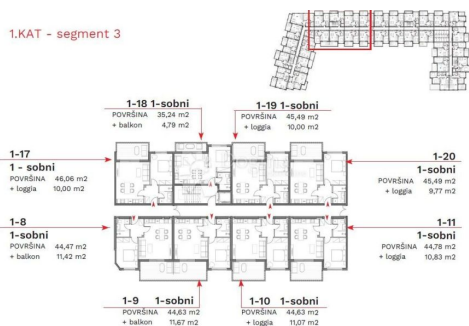 1.KAT - segment 3
1-18 1-sobni
POVRŠINA 35,24 m2
+ balkon 4,79 m2
1-19 1-sobni
POVRŠINA 45,49 m2
+ loggia 10,00 m2
1-17
1 - sobni
POVRŠINA 46,06 m2
+ loggia 10,00 m2
1-20
1-sobni
POVRŠINA 45,49 m2
+ loggia 9,77 m2
1-8
1-sobni
POVRŠINA 44,47 m2
+ balkon 11,42 m2
1-11
1-sobni
POVRŠINA 44,78 m2
+ loggia 10,83 m2
1-9 1-sobni
POVRŠINA 44,63 m2
+ balkon 11,67 m2
1-10 1-sobni
POVRŠINA 44,63 m2
+ loggia 11,07 m2